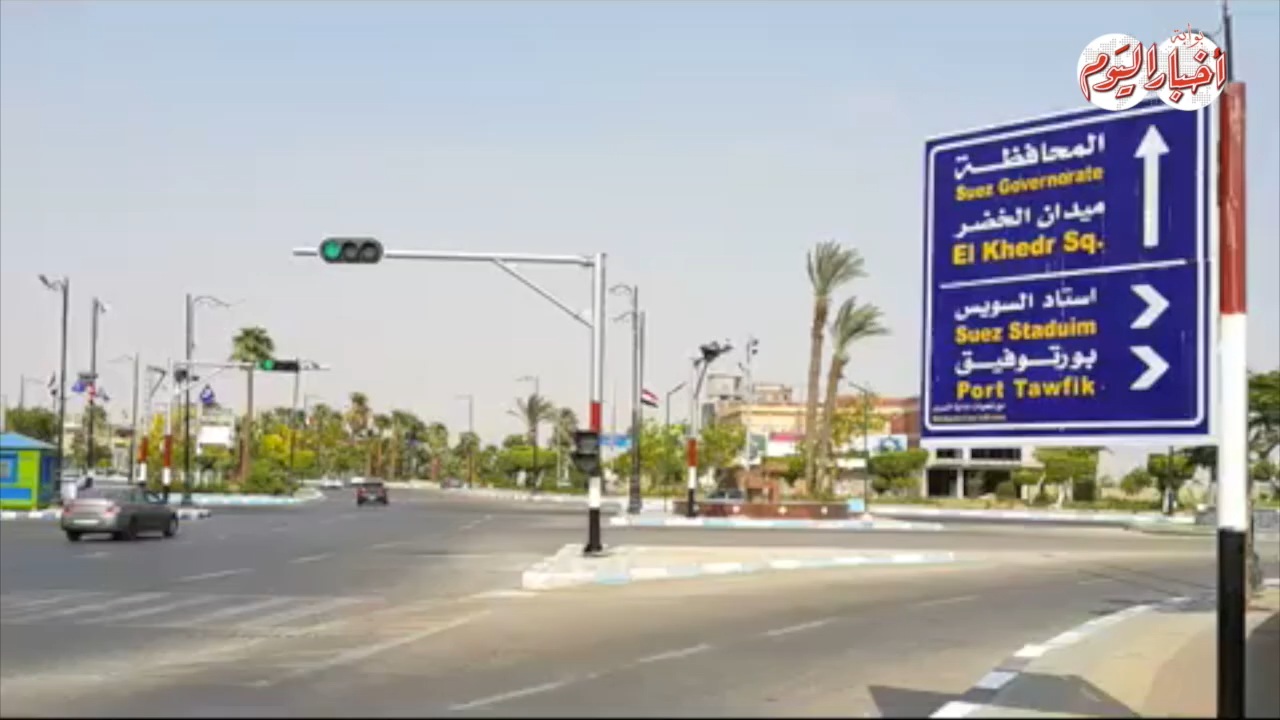 بوابة
أخبار اليوم
المحافظة
Suez Governorate
ميدان الخضر
El Khedr Sq.
استاد السويس
Suez Staduim
بورتوفيق
Port Tawfik